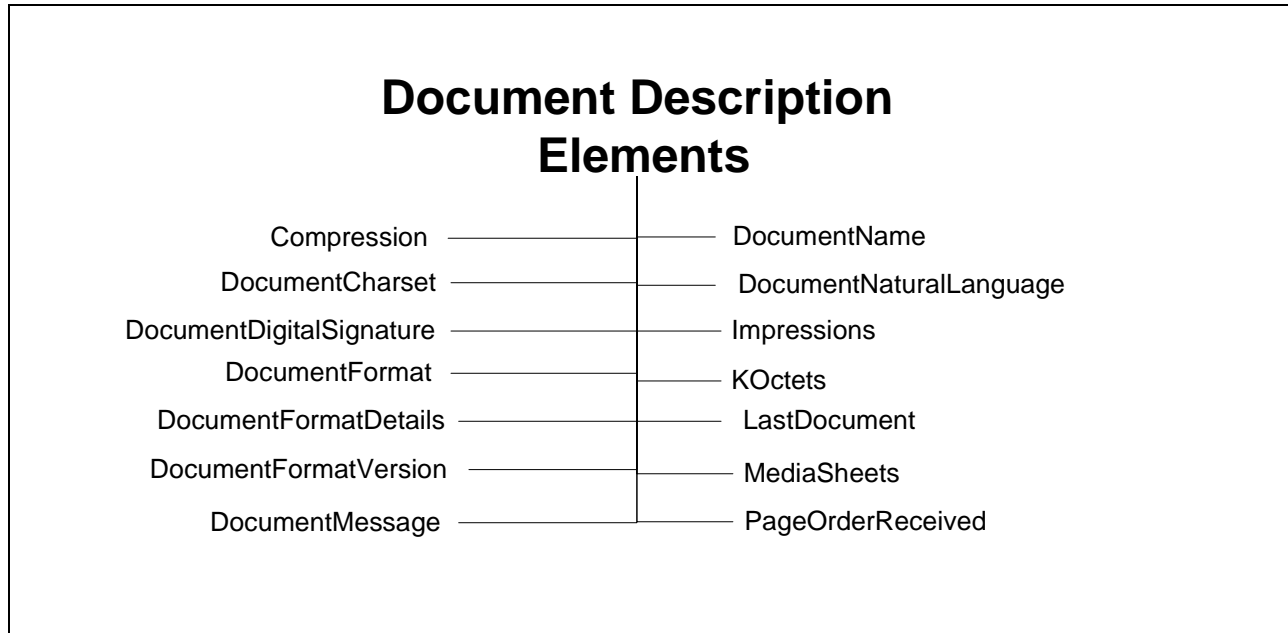 Document Description
Elements
Compression
DocumentCharset
DocumentDigitalSignature
DocumentFormat
DocumentFormatDetails
DocumentFormatVersion
DocumentMessage
DocumentName
DocumentNaturalLanguage
Impressions
KOctets
LastDocument
MediaSheets
PageOrderReceived